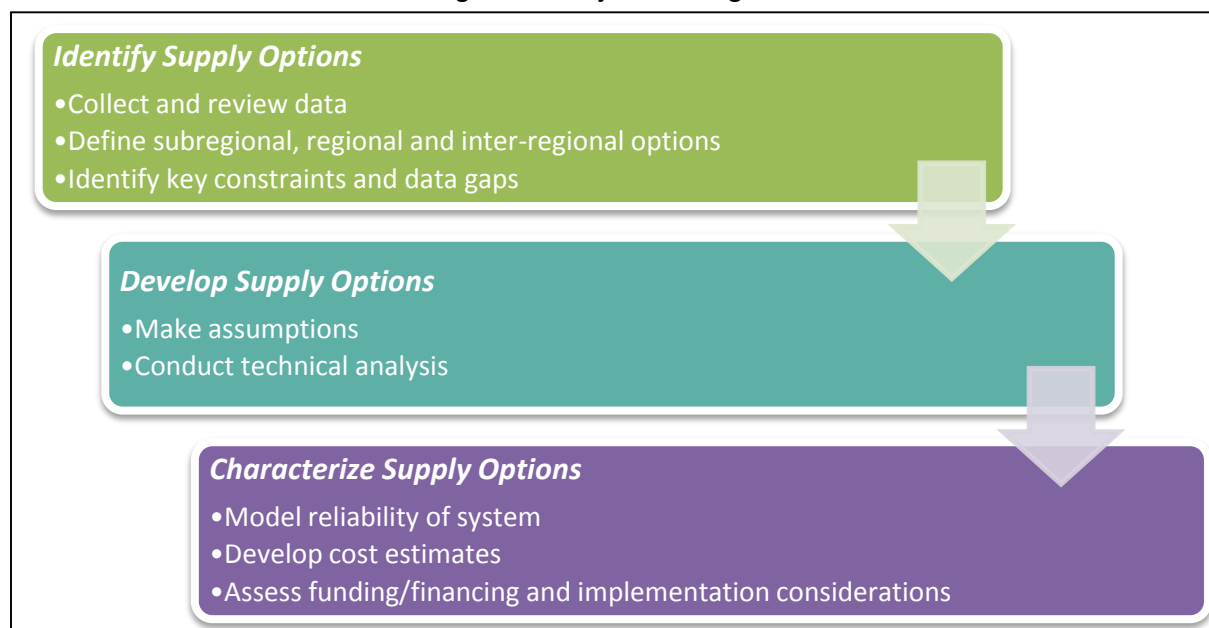 Identify Supply Options
•Collect and review data
•Define subregional, regional and inter-regional options
•Identify key constraints and data gaps
Develop Supply Options
•Make assumptions
•Conduct technical analysis
Characterize Supply Options
•Model reliability of system
•Develop cost estimates
•Assess funding/financing and implementation considerations